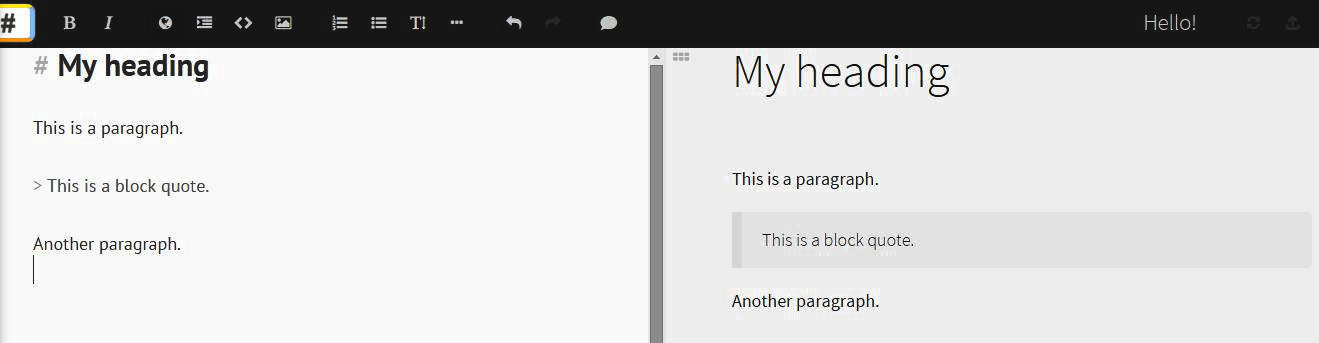 #
B I <> T! ...
Hello!
# My heading
This is a paragraph.
> This is a block quote.
Another paragraph.
My heading
This is a paragraph.
This is a block quote.
Another paragraph.